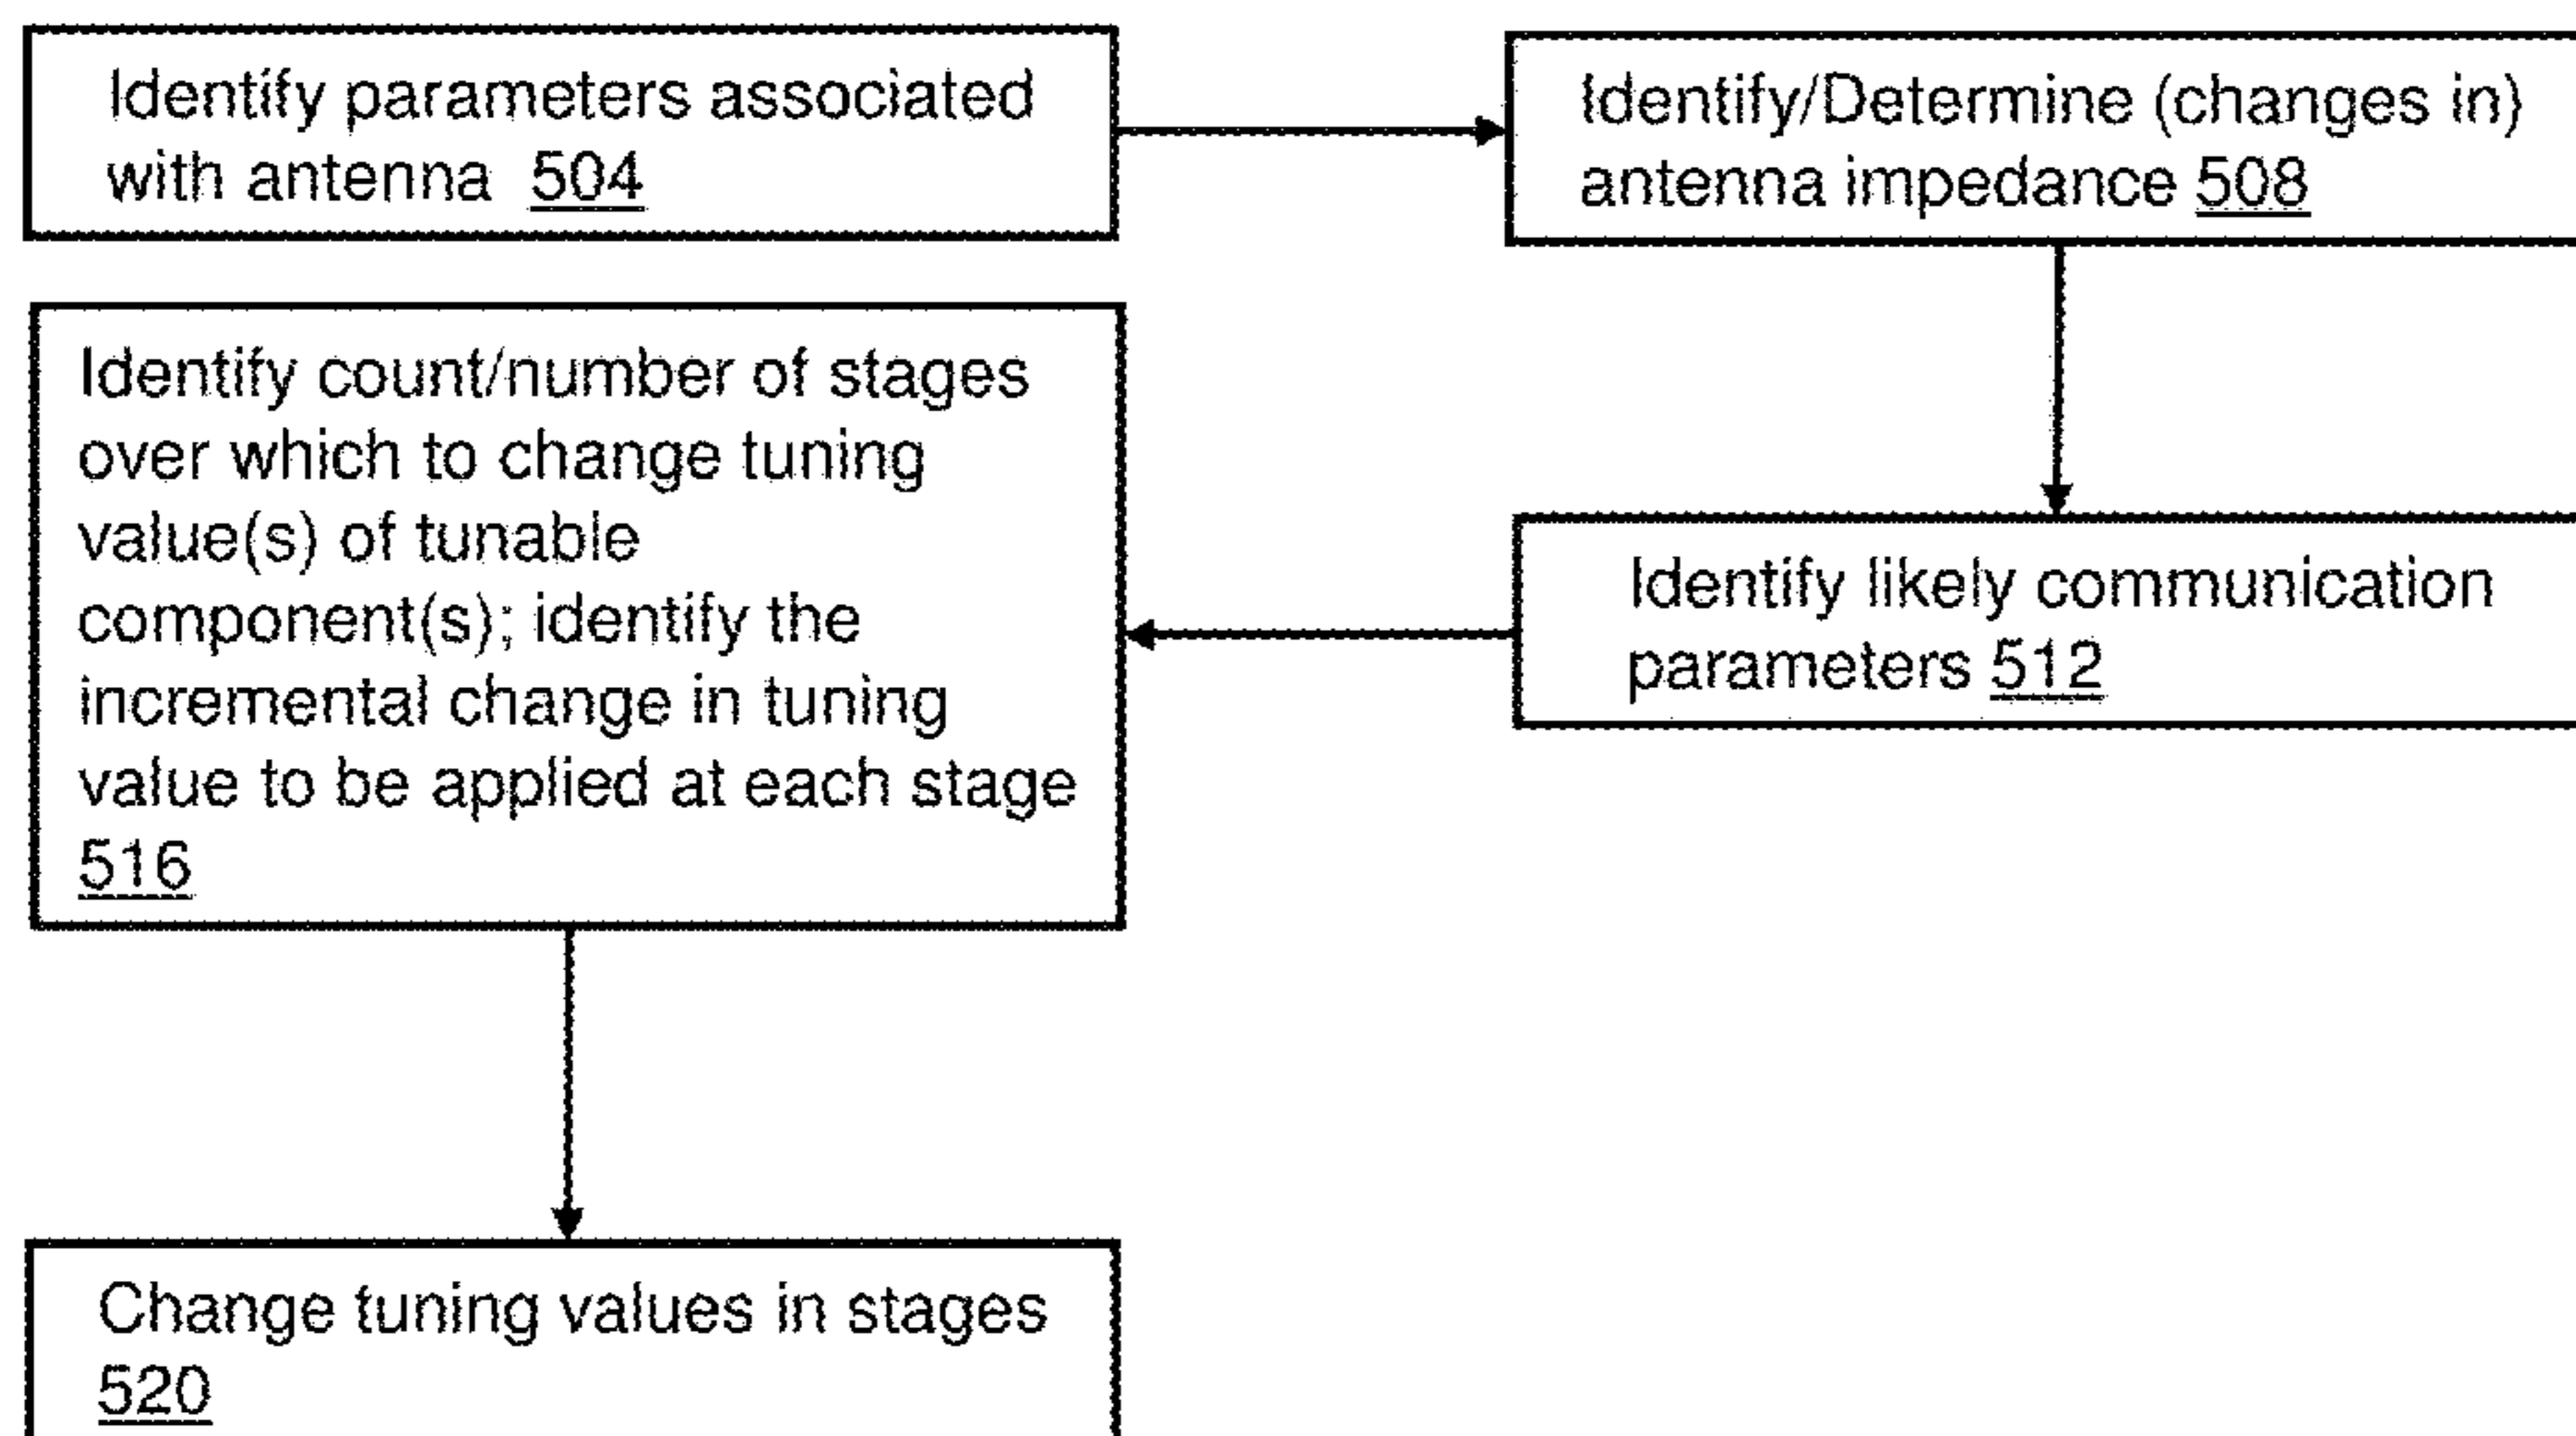 Identify parameters associated
with antenna 504
Identify/Determine (changes in)
antenna impedance 508
Identify likely communication
parameters 512
Identify count/number of stages
over which to change tuning
value(s) of tunable
component(s); identify the
incremental change in tuning
value to be applied at each stage
516
Change tuning values in stages
520